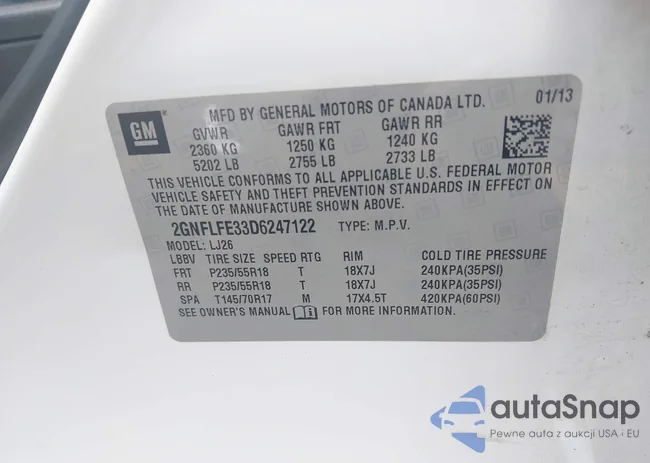 GM
MFD BY GENERAL MOTORS OF CANADA LTD. 01/13
GVWR GAWR FRT GAWR RR
2360 KG 1250 KG 1240 KG
5202 LB 2755 LB 2733 LB
THIS VEHICLE CONFORMS TO ALL APPLICABLE U.S. FEDERAL MOTOR
VEHICLE SAFETY AND THEFT PREVENTION STANDARDS IN EFFECT ON
THE DATE OF MANUFACTURE SHOWN ABOVE.
2GNFLFE33D6247122 TYPE: M.P.V.
MODEL: LJ26
LBBV TIRE SIZE SPEED RTG RIM COLD TIRE PRESSURE
FRT P235/55R18 T 18X7J 240KPA(35PSI)
RR P235/55R18 T 18X7J 240KPA(35PSI)
SPA T145/70R17 M 17X4.5T 420KPA(60PSI)
SEE OWNER'S MANUAL FOR MORE INFORMATION.
autaSnap
Pewne auta z aukcji USA i EU